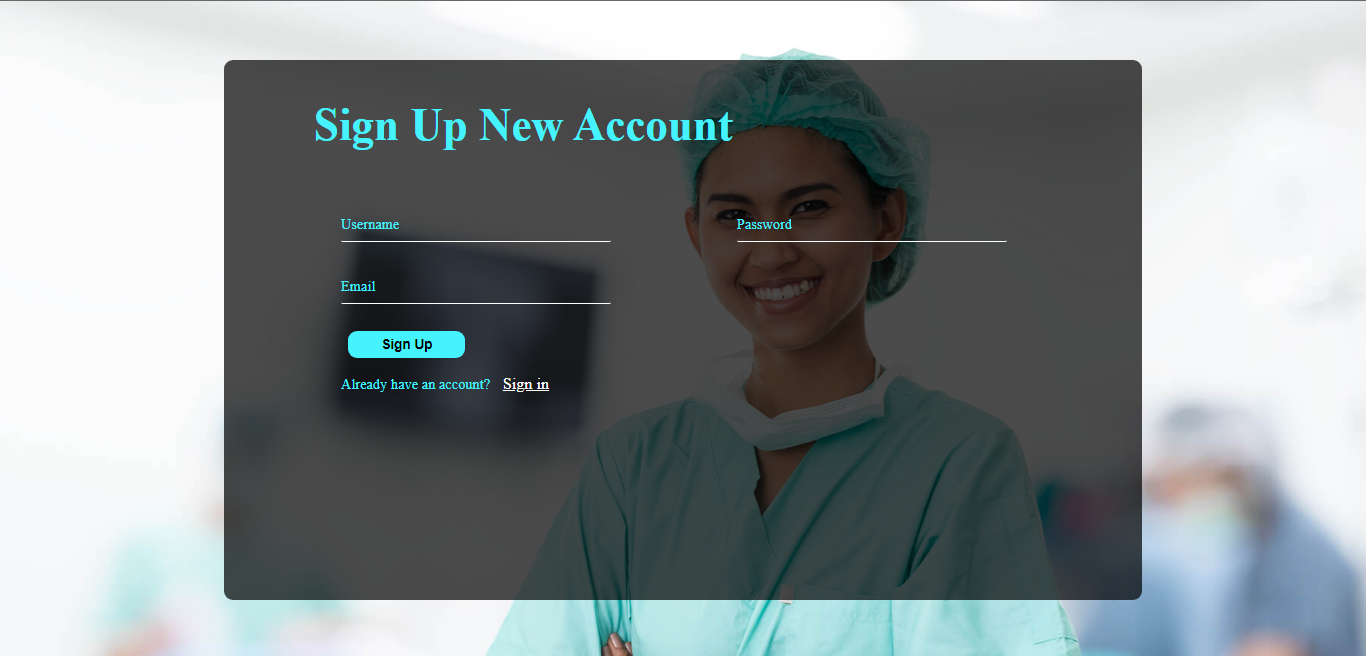 Sign Up New Account
Username
Password
Email
Sign Up
Already have an account? Sign in